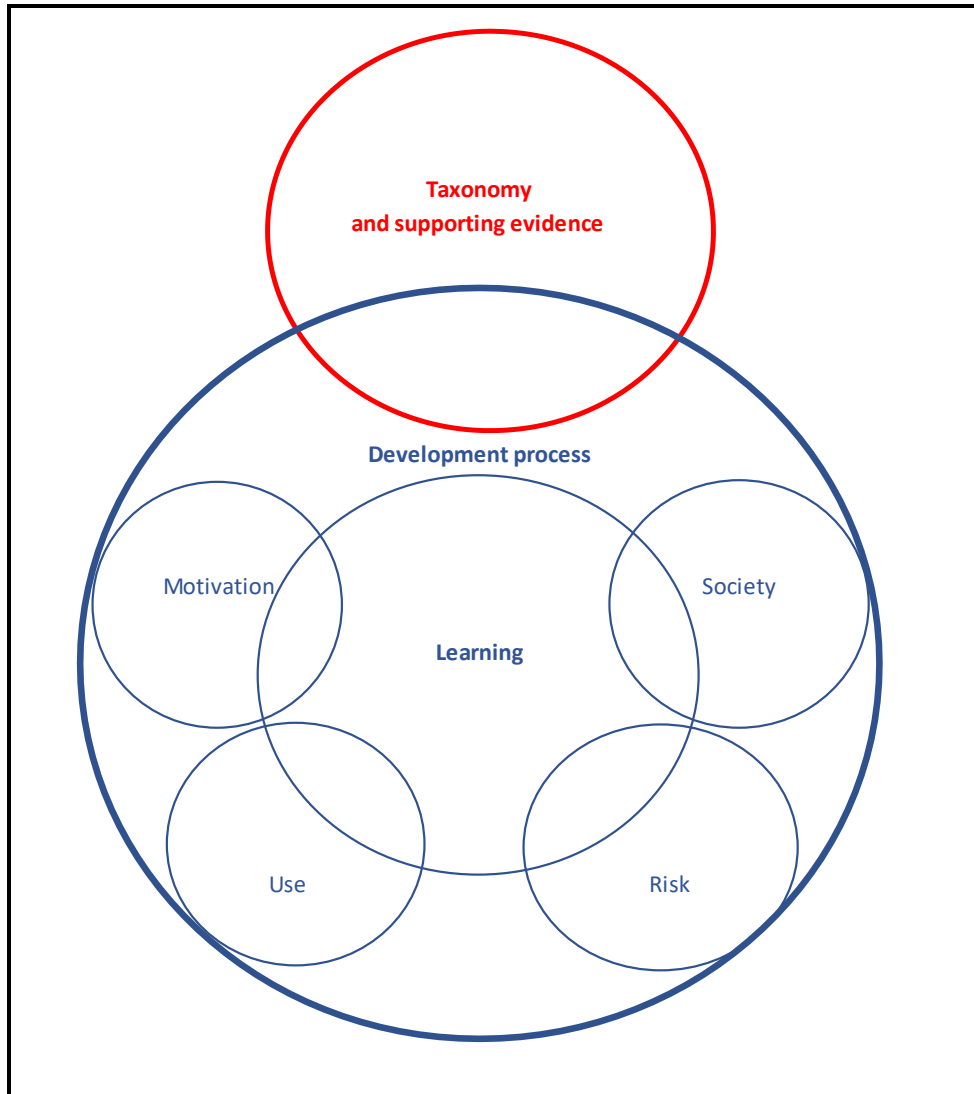 Taxonomy
and supporting evidence
Development process
Motivation
Society
Learning
Use
Risk